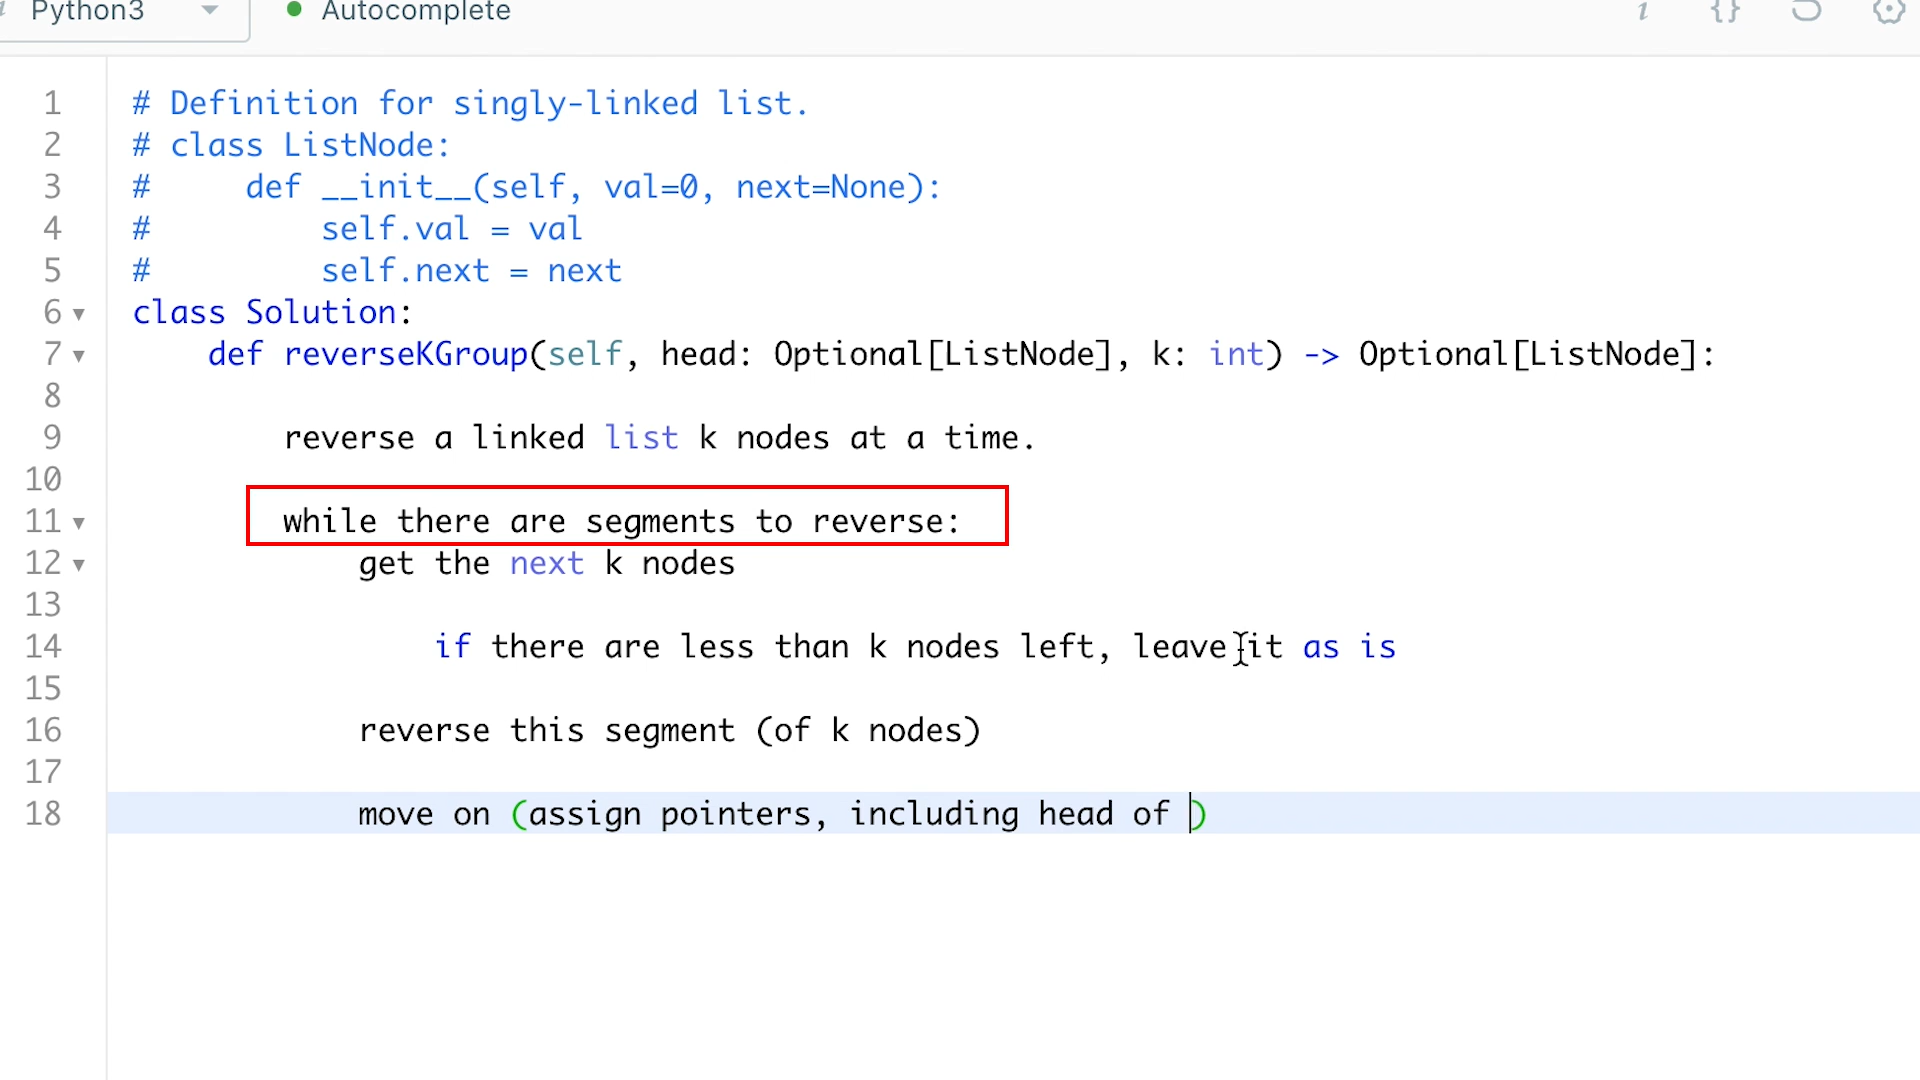 Python3 Autocomplete i {}
1 # Definition for singly-linked list.
2 # class ListNode:
3 #     def __init__(self, val=0, next=None):
4 #         self.val = val
5 #         self.next = next
6 class Solution:
7     def reverseKGroup(self, head: Optional[ListNode], k: int) -> Optional[ListNode]:
8
9         reverse a linked list k nodes at a time.
10
11         while there are segments to reverse:
12             get the next k nodes
13
14                 if there are less than k nodes left, leave it as is
15
16             reverse this segment (of k nodes)
17
18             move on (assign pointers, including head of )